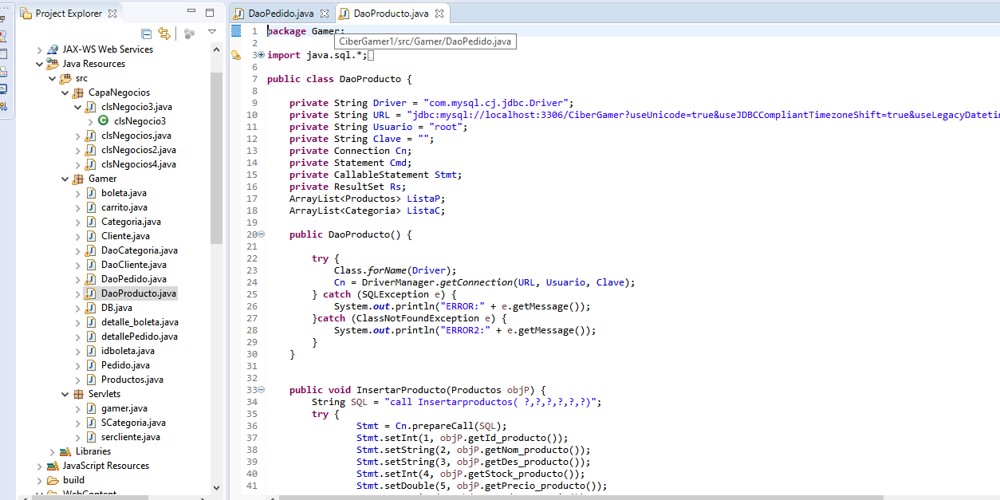 Project Explorer
JAX-WS Web Services
Java Resources
src
CapaNegocios
clsNegocio3.java
clsNegocio3
clsNegocios.java
clsNegocios2.java
clsNegocios4.java
Gamer
boleta.java
carrito.java
Categoria.java
Cliente.java
DaoCategoria.java
DaoCliente.java
DaoPedido.java
DaoProducto.java
DB.java
detalle_boleta.java
detallePedido.java
idboleta.java
Pedido.java
Productos.java
Servlets
gamer.java
SCategoria.java
sercliente.java
Libraries
JavaScript Resources
build
WebContent
DaoPedido.java
DaoProducto.java
CiberGamer1/src/Gamer/DaoPedido.java
1 package Gamer;
2
3 import java.sql.*;
6
7 public class DaoProducto {
8
9 private String Driver = "com.mysql.cj.jdbc.Driver";
10 private String URL = "jdbc:mysql://localhost:3306/CiberGamer?useUnicode=true&useJDBCCompliantTimezoneShift=true&useLegacyDatetim
11 private String Usuario = "root";
12 private String Clave = "";
13 private Connection Cn;
14 private Statement Cmd;
15 private CallableStatement Stmt;
16 private ResultSet Rs;
17 ArrayList<Productos> ListaP;
18 ArrayList<Categoria> ListaC;
19
20 public DaoProducto() {
21
22 try {
23 Class.forName(Driver);
24 Cn = DriverManager.getConnection(URL, Usuario, Clave);
25 } catch (SQLException e) {
26 System.out.println("ERROR:" + e.getMessage());
27 }catch (ClassNotFoundException e) {
28 System.out.println("ERROR2:" + e.getMessage());
29 }
30 }
31
32
33 public void InsertarProducto(Productos objP) {
34 String SQL = "call Insertarproductos( ?,?,?,?,?,?)";
35 try {
36 Stmt = Cn.prepareCall(SQL);
37 Stmt.setInt(1, objP.getId_producto());
38 Stmt.setString(2, objP.getNom_producto());
39 Stmt.setString(3, objP.getDes_producto());
40 Stmt.setInt(4, objP.getStock_producto());
41 Stmt.setDouble(5, objP.getPrecio_producto());